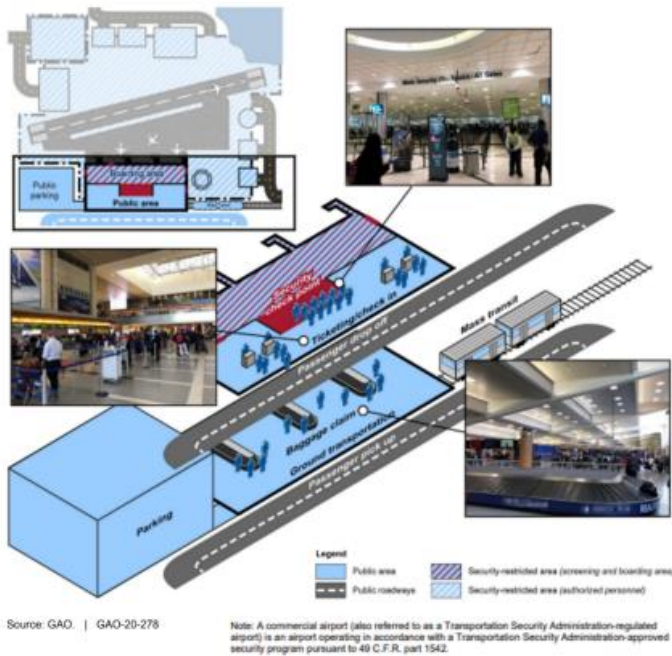 Boarding area
Public
parking
Public area
Security
check point
Ticketing/check in
Passenger drop off
Mass transit
Baggage claim
Ground transportation
Passenger pick up
Parking
Legend
Public area
Security-restricted area (screening and boarding area)
Public roadways
Security-restricted area (authorized personnel)
Source: GAO. | GAO-20-278
Note: A commercial airport (also referred to as a Transportation Security Administration-regulated
airport) is an airport operating in accordance with a Transportation Security Administration-approved
security program pursuant to 49 C.F.R. part 1542.